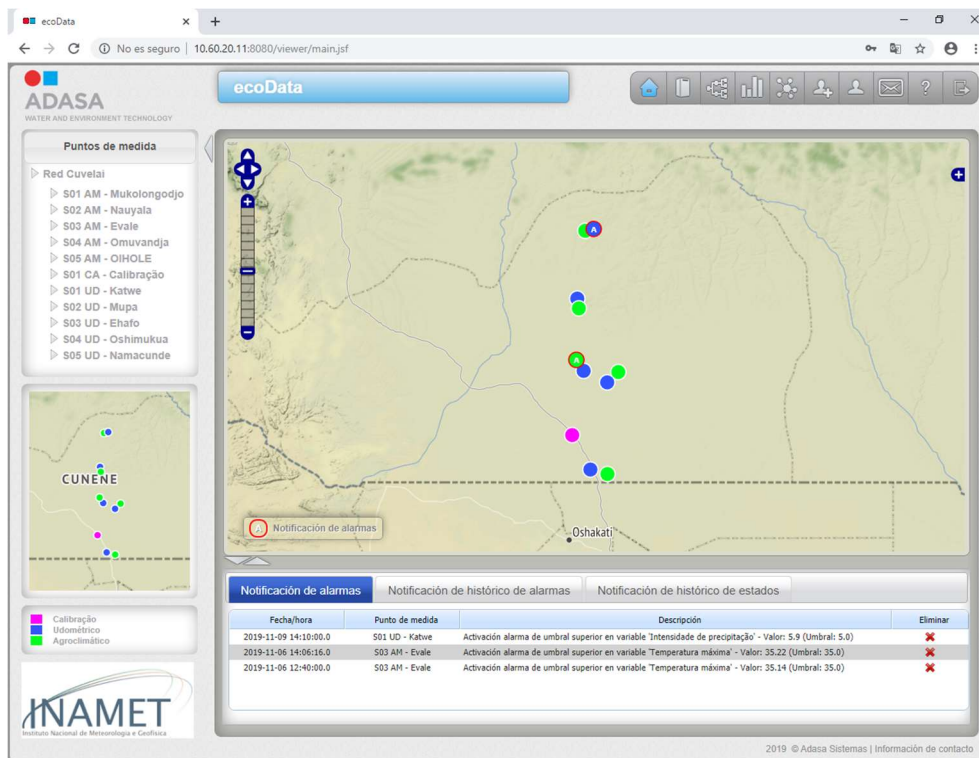 ecoData
No es seguro | 10.60.20.11:8080/viewer/main.jsf
ADASA
WATER AND ENVIRONMENT TECHNOLOGY
ecoData
?
Puntos de medida
Red Cuvelai
S01 AM - Mukolongodjo
S02 AM - Nauyala
S03 AM - Evale
S04 AM - Omuvandja
S05 AM - OIHOLE
S01 CA - Calibração
S01 UD - Katwe
S02 UD - Mupa
S03 UD - Ehafo
S04 UD - Oshimukua
S05 UD - Namacunde
A
A
A Notificación de alarmas
Oshakati
CUNENE
Calibração
Udométrico
Agroclimático
INAMET
Instituto Nacional de Meteorologia e Geofísica
Notificación de alarmas Notificación de histórico de alarmas Notificación de histórico de estados
Fecha/hora Punto de medida Descripción Eliminar
2019-11-09 14:10:00.0 S01 UD - Katwe Activación alarma de umbral superior en variable 'Intensidade de precipitação' - Valor: 5.9 (Umbral: 5.0)
2019-11-06 14:06:16.0 S03 AM - Evale Activación alarma de umbral superior en variable 'Temperatura máxima' - Valor: 35.22 (Umbral: 35.0)
2019-11-06 12:40:00.0 S03 AM - Evale Activación alarma de umbral superior en variable 'Temperatura máxima' - Valor: 35.14 (Umbral: 35.0)
2019 © Adasa Sistemas | Información de contacto